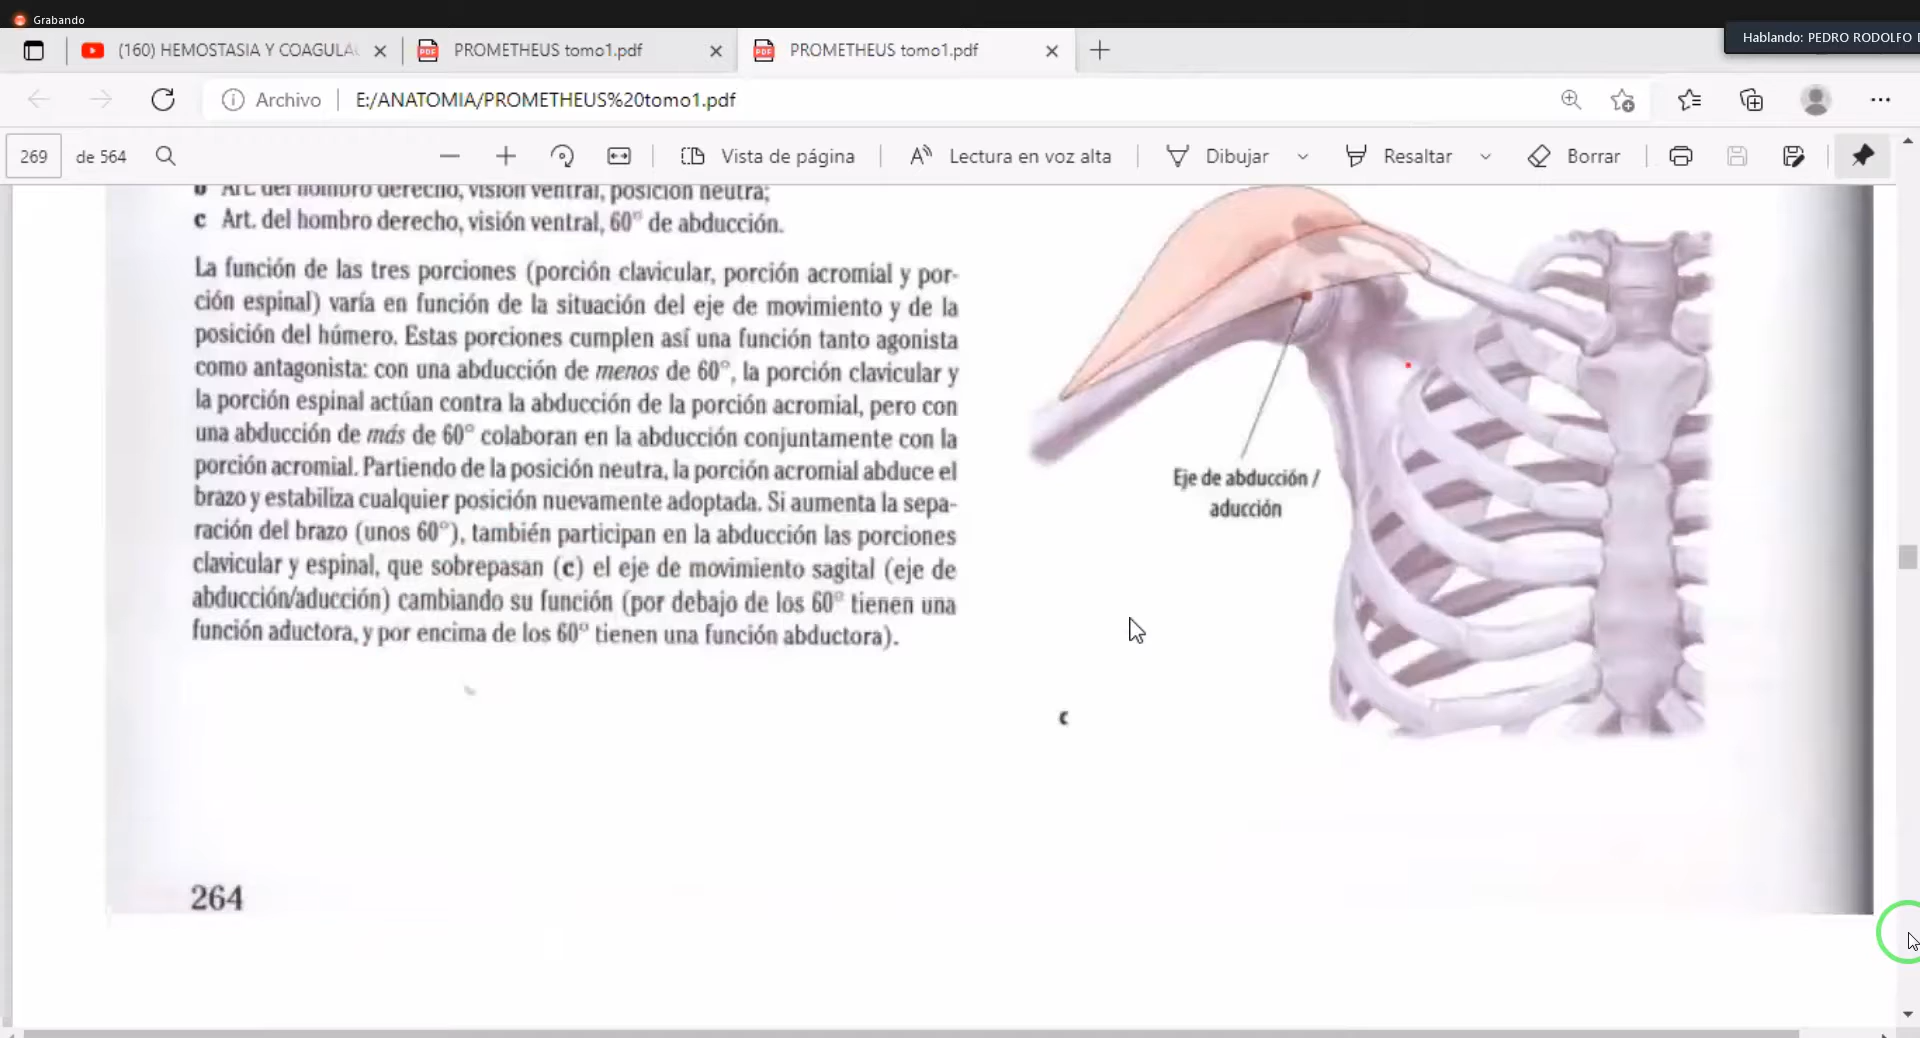 Grabando
(160) HEMOSTASIA Y COAGULA
PROMETHEUS tomo1.pdf
PROMETHEUS tomo1.pdf
Hablando: PEDRO RODOLFO
Archivo
E:/ANATOMIA/PROMETHEUS%20tomo1.pdf
269 de 564
Vista de página
Lectura en voz alta
Dibujar
Resaltar
Borrar
b Art. del hombro derecho, visión ventral, posición neutra;
c Art. del hombro derecho, visión ventral, 60° de abducción.
La función de las tres porciones (porción clavicular, porción acromial y por-
ción espinal) varía en función de la situación del eje de movimiento y de la
posición del húmero. Estas porciones cumplen así una función tanto agonista
como antagonista: con una abducción de menos de 60°, la porción clavicular y
la porción espinal actúan contra la abducción de la porción acromial, pero con
una abducción de más de 60° colaboran en la abducción conjuntamente con la
porción acromial. Partiendo de la posición neutra, la porción acromial abduce el
brazo y estabiliza cualquier posición nuevamente adoptada. Si aumenta la sepa-
ración del brazo (unos 60°), también participan en la abducción las porciones
clavicular y espinal, que sobrepasan (c) el eje de movimiento sagital (eje de
abducción/aducción) cambiando su función (por debajo de los 60° tienen una
función aductora, y por encima de los 60° tienen una función abductora).
Eje de abducción /
aducción
c
264